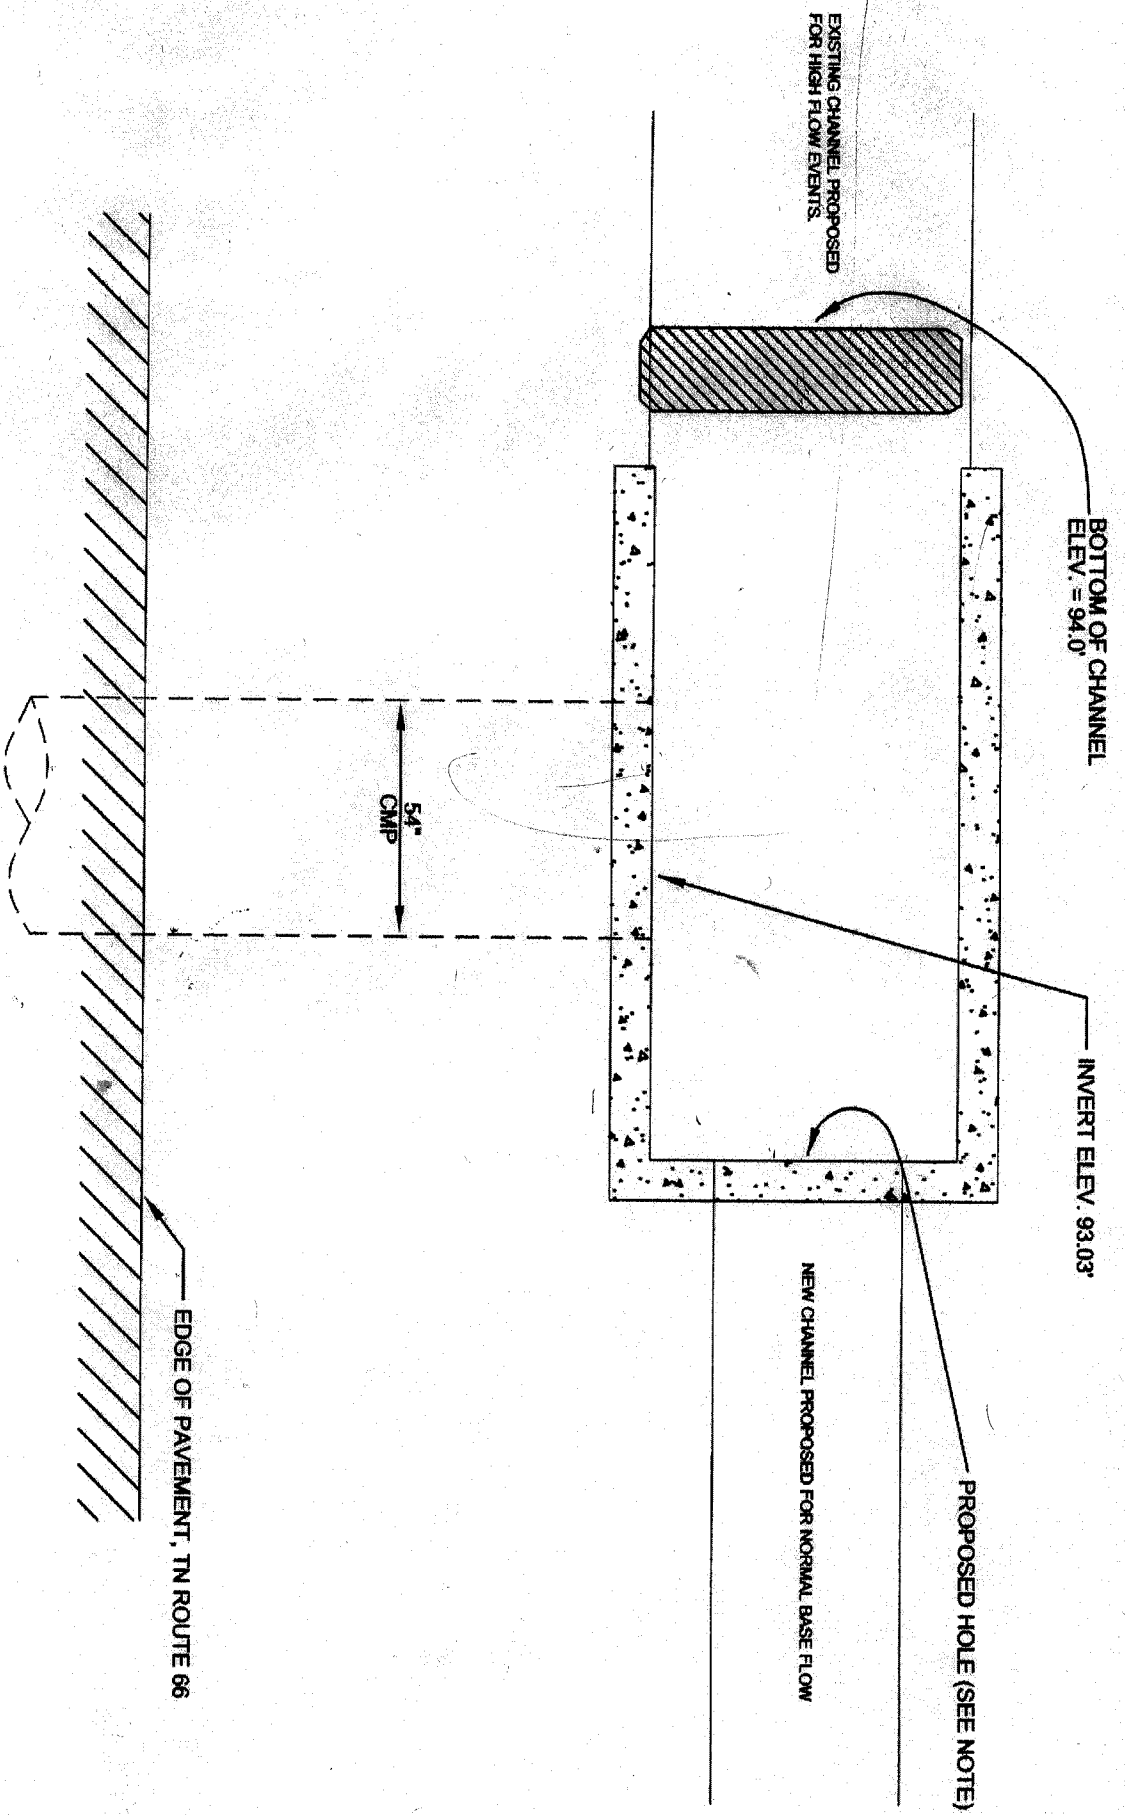 BOTTOM OF CHANNEL
ELEV. = 94.0'
INVERT ELEV. 93.03'
PROPOSED HOLE (SEE NOTE)
EXISTING CHANNEL PROPOSED
FOR HIGH FLOW EVENTS.
NEW CHANNEL PROPOSED FOR NORMAL BASE FLOW
54"
CMP
EDGE OF PAVEMENT, TN ROUTE 66